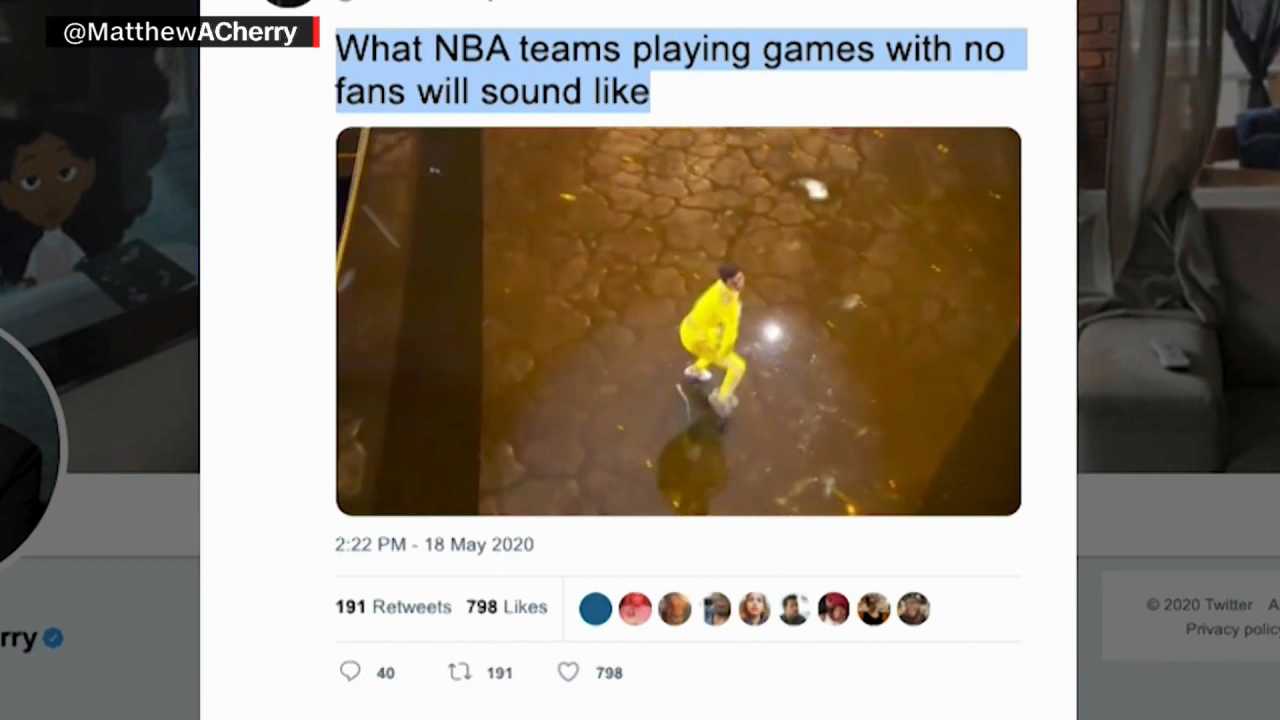 @MatthewACherry
What NBA teams playing games with no
fans will sound like
2:22 PM - 18 May 2020
191 Retweets 798 Likes
40 191 798
rry
© 2020 Twitter A
Privacy polic